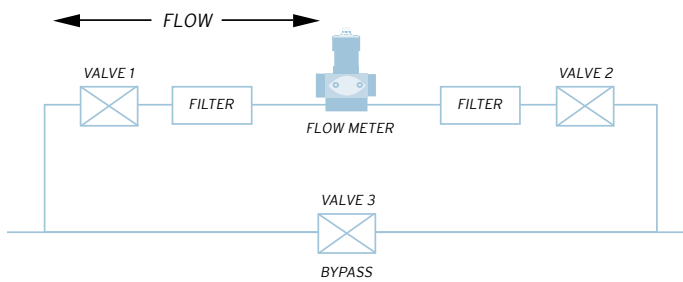 FLOW
VALVE 1
FILTER
FLOW METER
FILTER
VALVE 2
VALVE 3
BYPASS